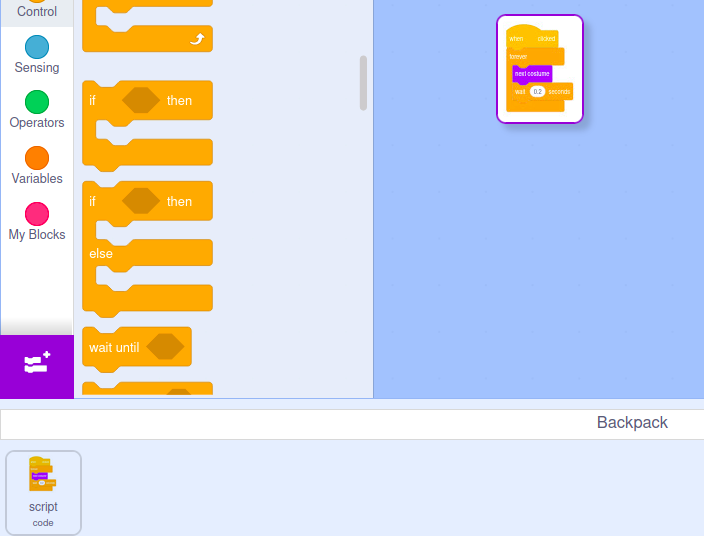 Control
Sensing
Operators
Variables
My Blocks
if then
if then
else
wait until
when clicked
forever
next costume
wait 0.2 seconds
Backpack
script
code